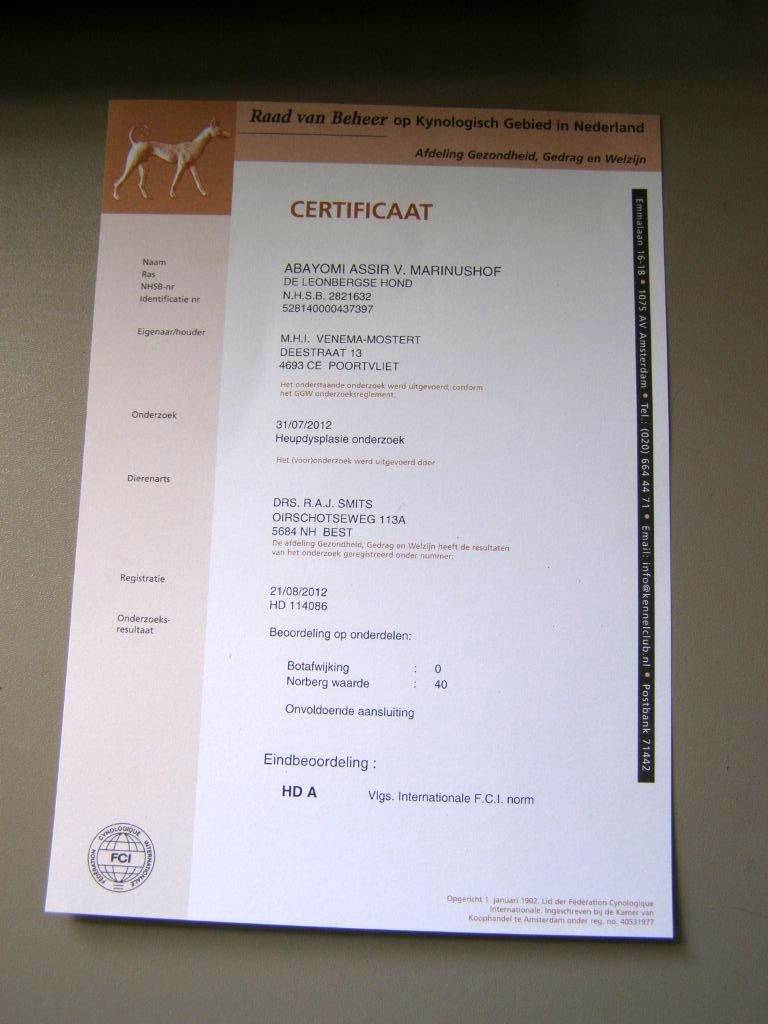 Raad van Beheer op Kynologisch Gebied in Nederland
Afdeling Gezondheid, Gedrag en Welzijn
CERTIFICAAT
Naam ABAYOMI ASSIR V. MARINUSHOF
Ras DE LEONBERGSE HOND
NHSB-nr N.H.S.B. 2821632
Identificatie nr 528140000437397
Eigenaar/houder M.H.I. VENEMA-MOSTERT
DEESTRAAT 13
4693 CE POORTVLIET
Het onderstaande onderzoek werd uitgevoerd, conform
het GGW onderzoeksreglement.
Onderzoek 31/07/2012
Heupdysplasie onderzoek
Het (voor)onderzoek werd uitgevoerd door
Dierenarts
DRS. R.A.J. SMITS
OIRSCHOTSEWEG 113A
5684 NH BEST
De afdeling Gezondheid, Gedrag en Welzijn heeft de resultaten
van het onderzoek geregistreerd onder nummer:
Registratie 21/08/2012
HD 114086
Onderzoeks-
resultaat
Beoordeling op onderdelen:
Botafwijking : 0
Norberg waarde : 40
Onvoldoende aansluiting
Eindbeoordeling :
HD A Vlgs. Internationale F.C.I. norm
Emmalaan 16-18 • 1075 AV Amsterdam • Tel.: (020) 664 44 71 • Email: info@kennelclub.nl • Postbank 71442
FEDERATION CYNOLOGIQUE INTERNATIONALE
FCI
Opgericht 1 januari 1902. Lid der Fédération Cynologique
Internationale. Ingeschreven bij de Kamer van
Koophandel te Amsterdam onder reg. no. 40531977